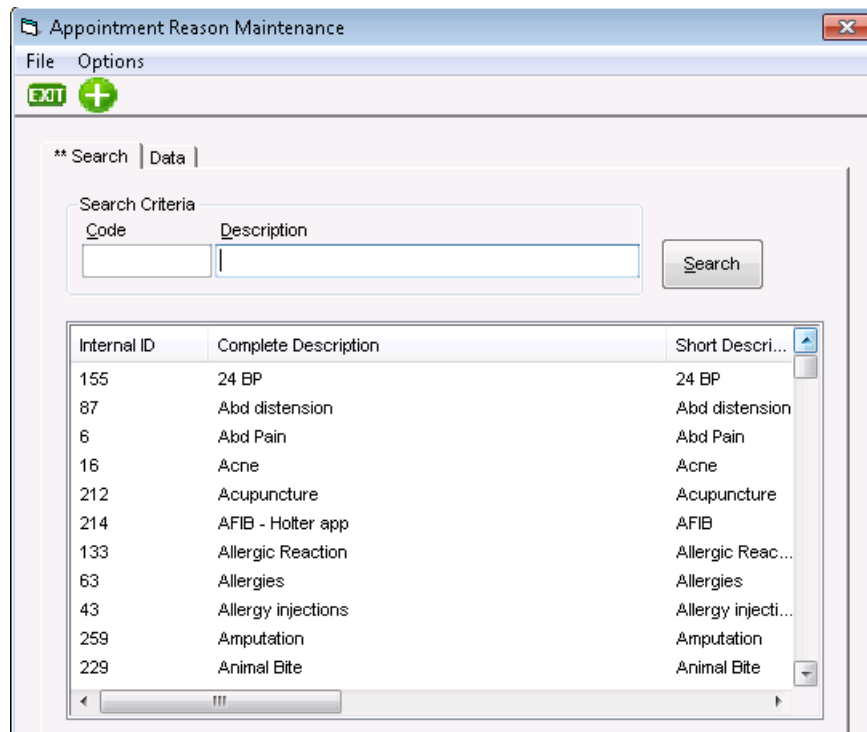 Appointment Reason Maintenance
File Options
EXIT
** Search Data
Search Criteria
Code Description
Search
Internal ID Complete Description Short Descri...
155 24 BP 24 BP
87 Abd distension Abd distension
6 Abd Pain Abd Pain
16 Acne Acne
212 Acupuncture Acupuncture
214 AFIB - Holter app AFIB
133 Allergic Reaction Allergic Reac...
63 Allergies Allergies
43 Allergy injections Allergy injecti...
259 Amputation Amputation
229 Animal Bite Animal Bite